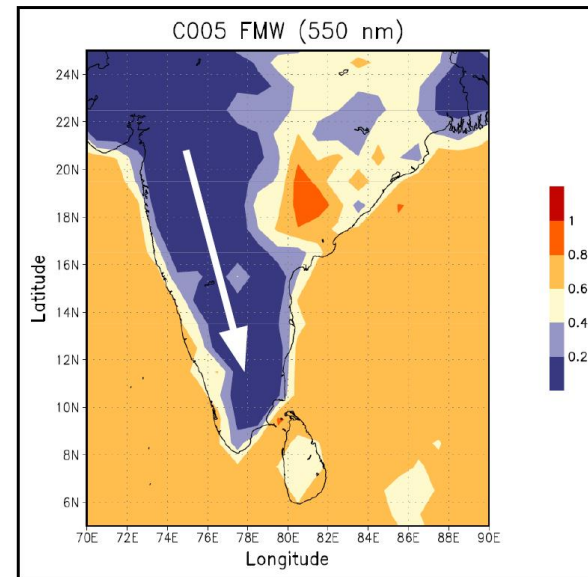 C005 FMW (550 nm)
24N
22N
20N
18N
16N
14N
12N
10N
8N
6N
Latitude
70E 72E 74E 76E 78E 80E 82E 84E 86E 88E 90E
Longitude
1
0.8
0.6
0.4
0.2